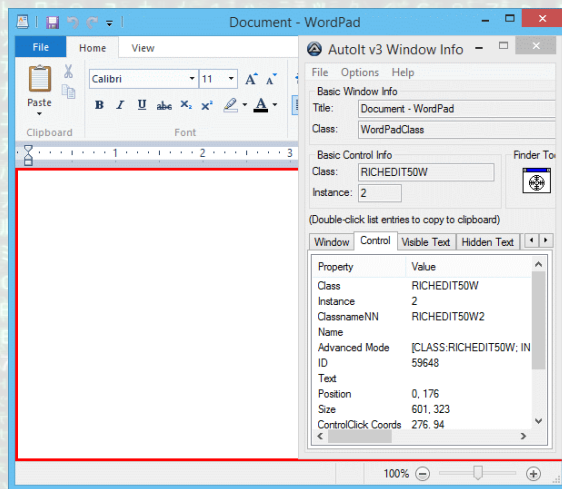 Document - WordPad
File Home View
Calibri 11 A A
Paste
B I U abc X₂ X² A
Clipboard
Font
1 2 3
100%
AutoIt v3 Window Info
File Options Help
Basic Window Info
Title: Document - WordPad
Class: WordPadClass
Basic Control Info
Finder To
Class: RICHEDIT50W
Instance: 2
(Double-click list entries to copy to clipboard)
Window Control Visible Text Hidden Text
Property Value
Class RICHEDIT50W
Instance 2
ClassnameNN RICHEDIT50W2
Name
Advanced Mode [CLASS:RICHEDIT50W; IN
ID 59648
Text
Position 0, 176
Size 601, 323
ControlClick Coords 276, 94